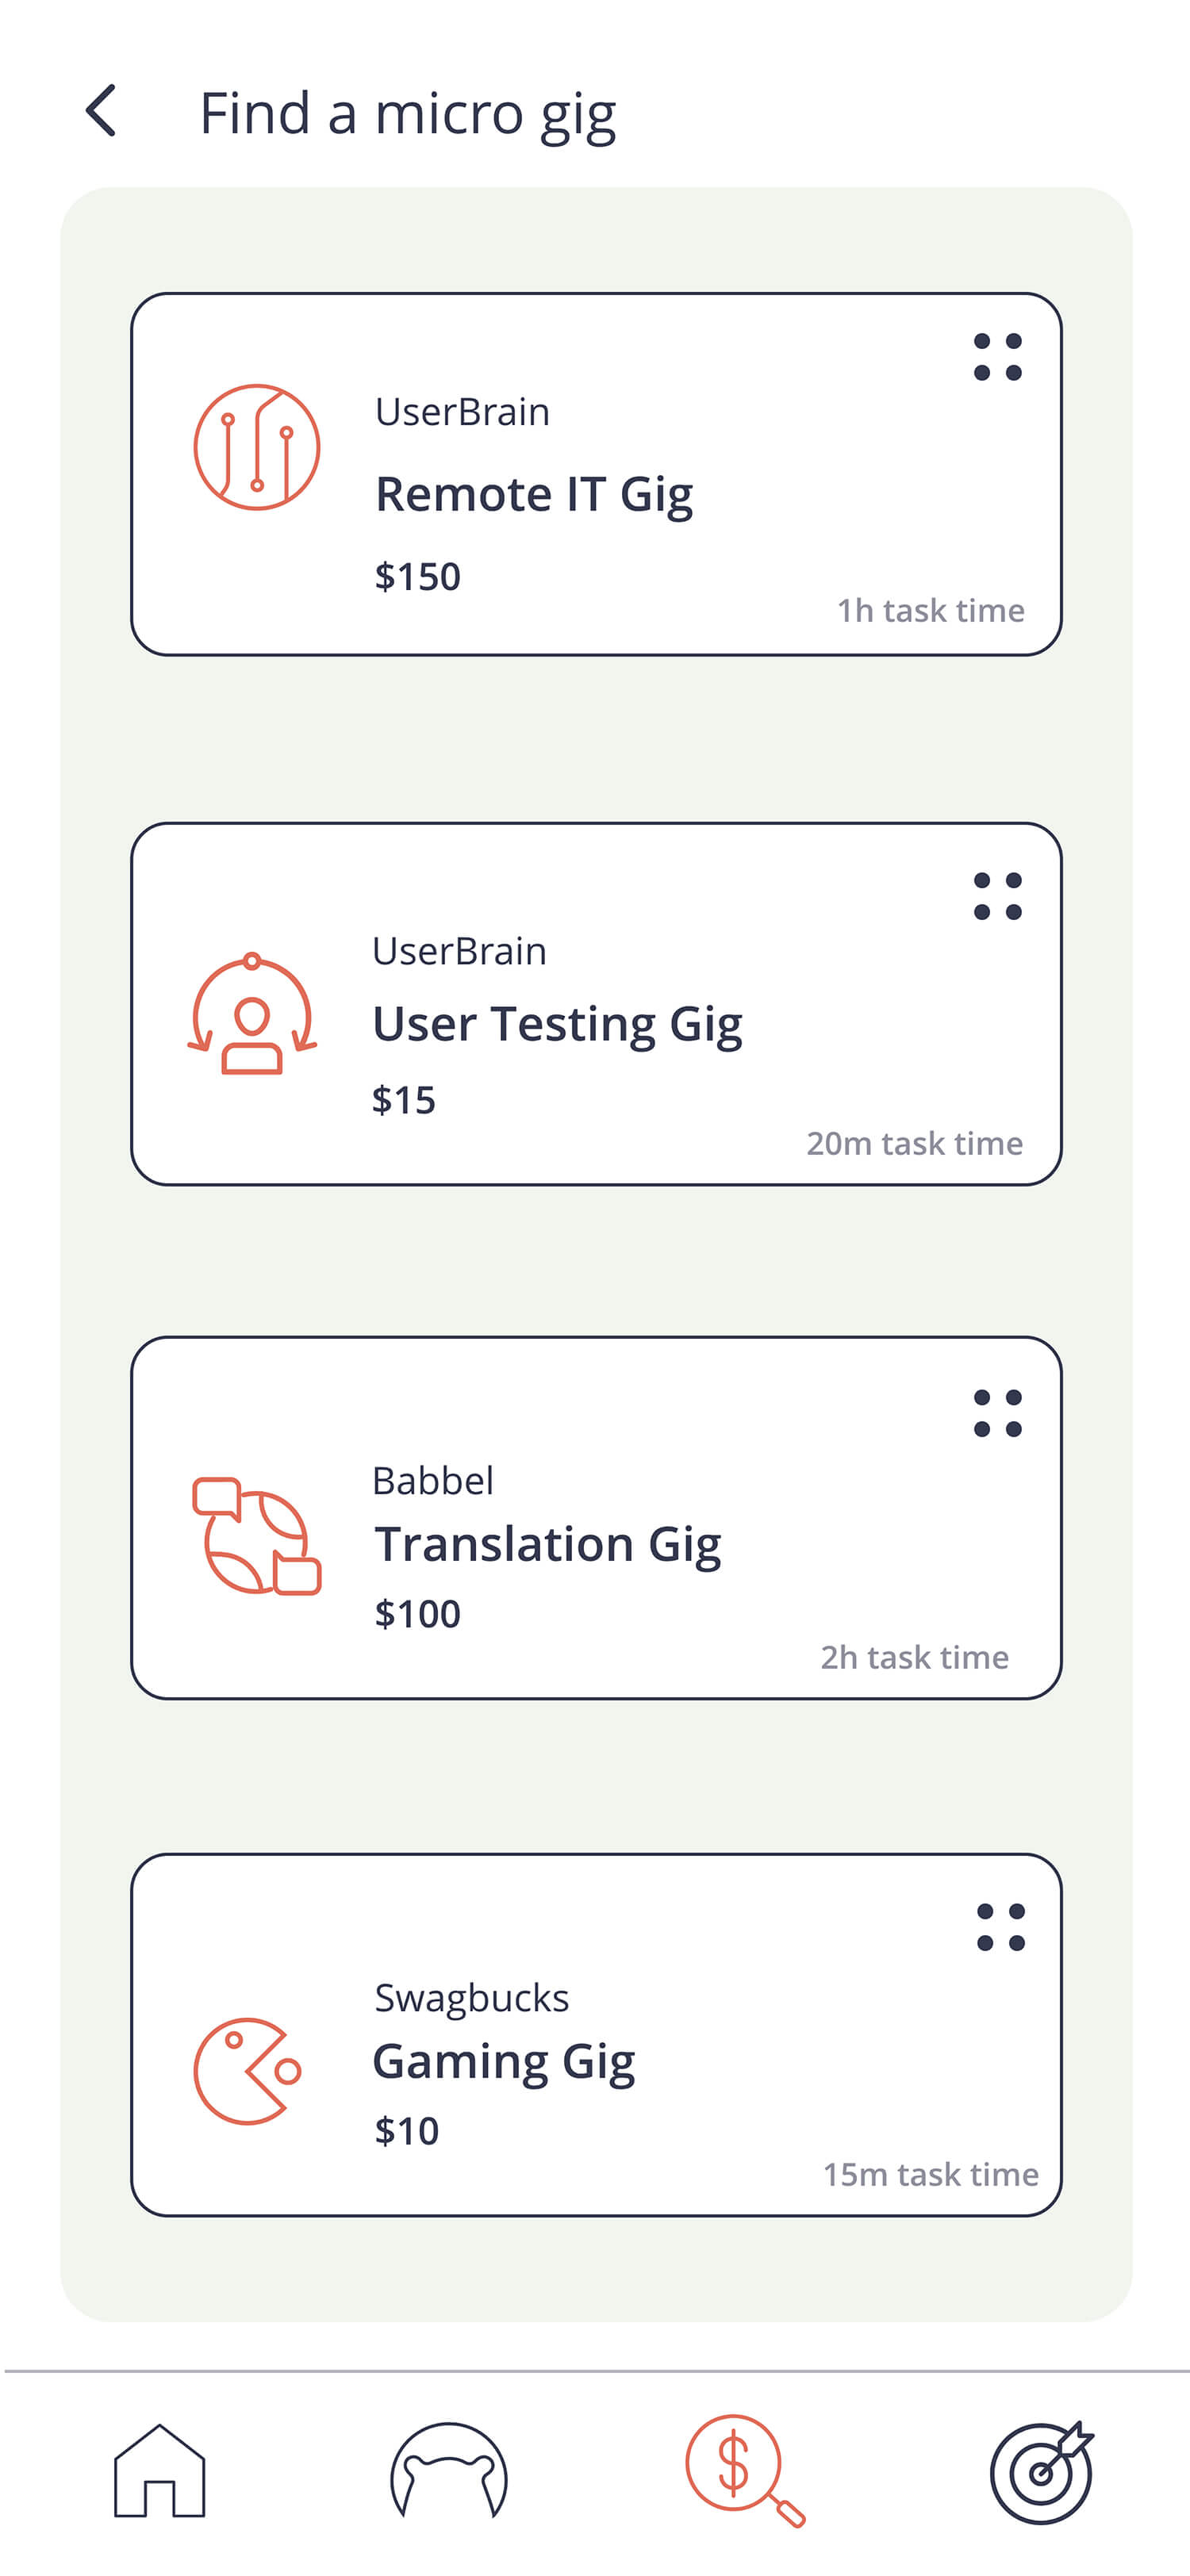 Find a micro gig
UserBrain
Remote IT Gig
$150
1h task time
UserBrain
User Testing Gig
$15
20m task time
Babbel
Translation Gig
$100
2h task time
Swagbucks
Gaming Gig
$10
15m task time
$